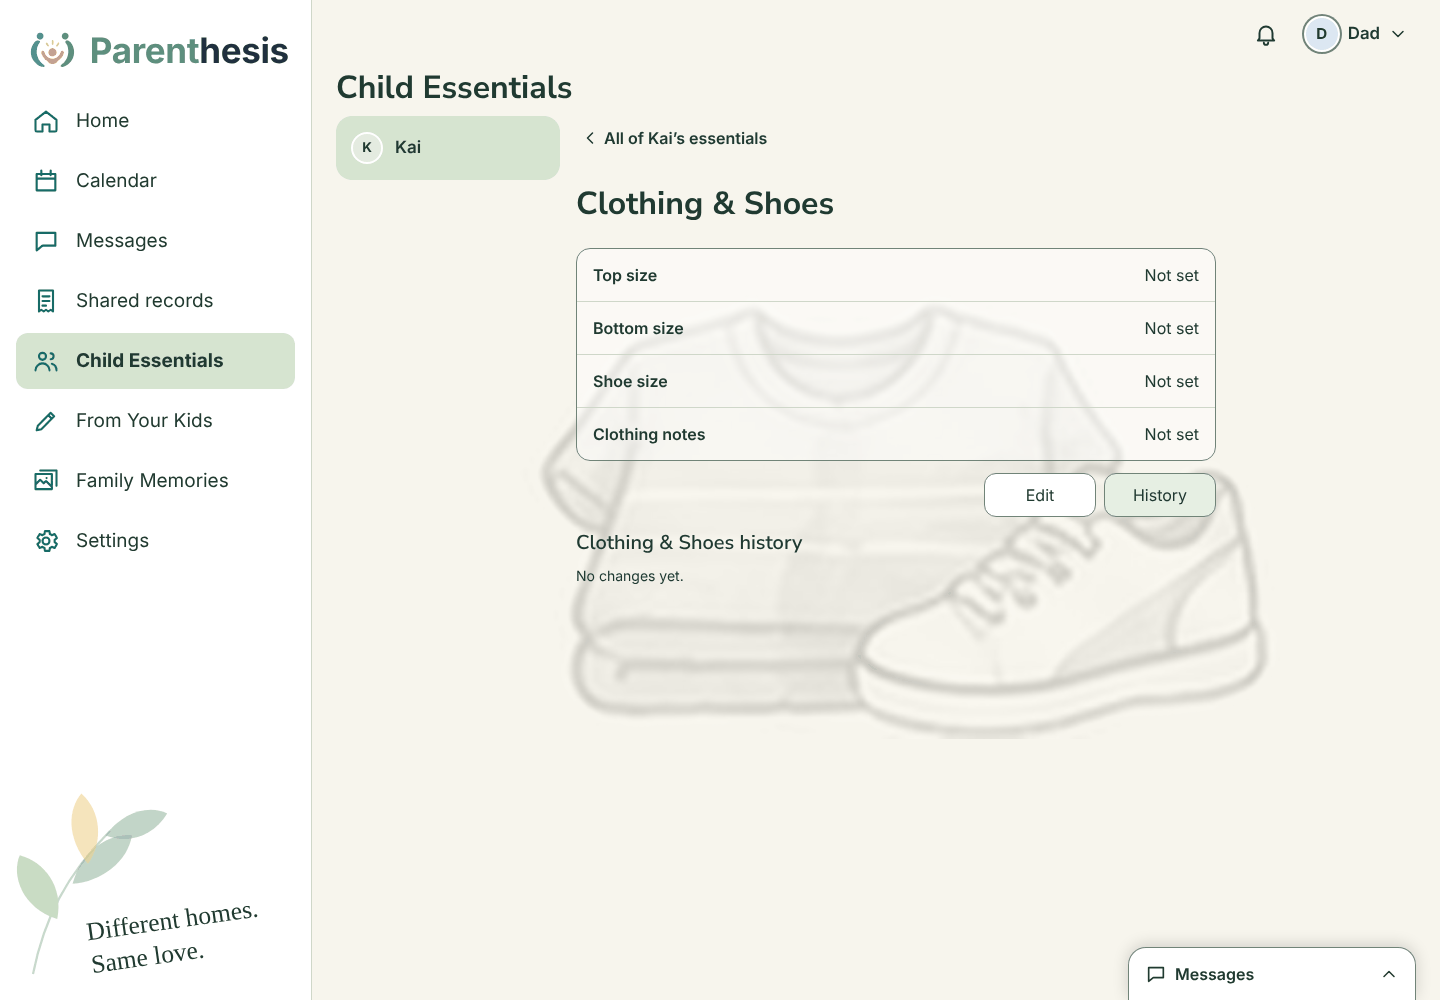 Parenthesis
Home
Calendar
Messages
Shared records
Child Essentials
From Your Kids
Family Memories
Settings
Different homes.
Same love.
D
Dad
Child Essentials
K
Kai
All of Kai’s essentials
Clothing & Shoes
Top size Not set
Bottom size Not set
Shoe size Not set
Clothing notes Not set
Edit
History
Clothing & Shoes history
No changes yet.
Messages